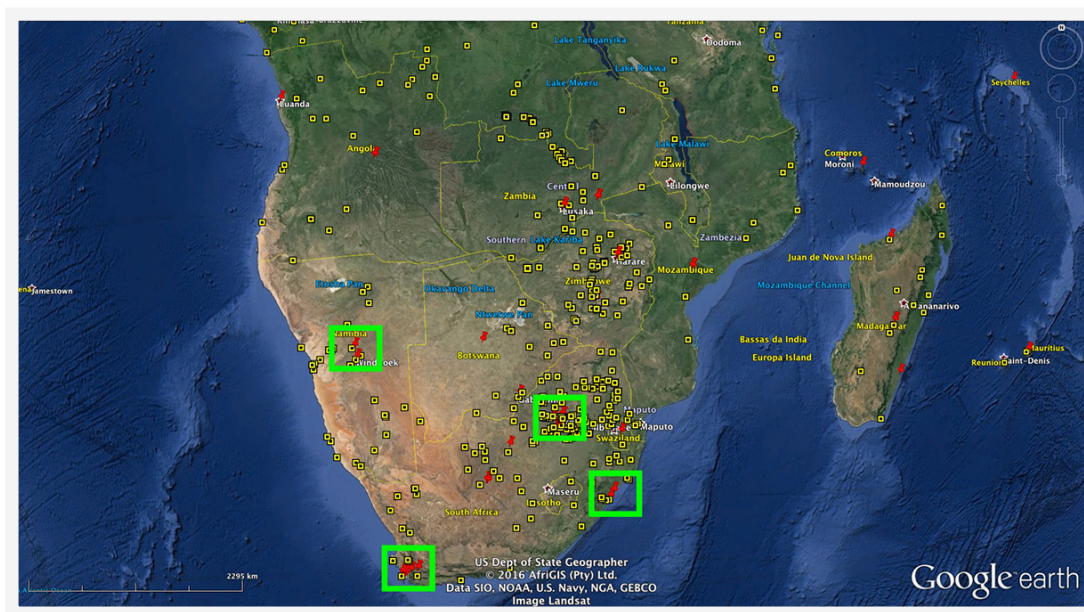 Tanzania
Lake Tanganyika
Dodoma
Lake Rukwa
Lake Mweru
Seychelles
Luanda
Angola
Lake Malawi
Comoros
Moroni
Malawi
Lilongwe
Mamoudzou
Central
Zambia
Lusaka
Southern Lake Kariba
Zambezia
Harare
Juan de Nova Island
Mozambique
Etosha Pan
Okavango Delta
Zimbabwe
Mozambique Channel
Jamestown
Ntwetwe Pan
Antananarivo
Namibia
Madagascar
Bassas da India
Mauritius
Botswana
Europa Island
Windhoek
Reunion
Saint-Denis
Maputo
Maputo
Swaziland
Maseru
Lesotho
South Africa
US Dept of State Geographer
© 2016 AfriGIS (Pty) Ltd.
Data SIO, NOAA, U.S. Navy, NGA, GEBCO
Image Landsat
2295 km
Google earth
N